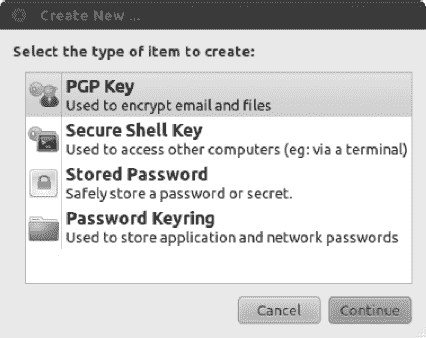 Create New ...
Select the type of item to create:
PGP Key
Used to encrypt email and files
Secure Shell Key
Used to access other computers (eg: via a terminal)
Stored Password
Safely store a password or secret.
Password Keyring
Used to store application and network passwords
Cancel
Continue